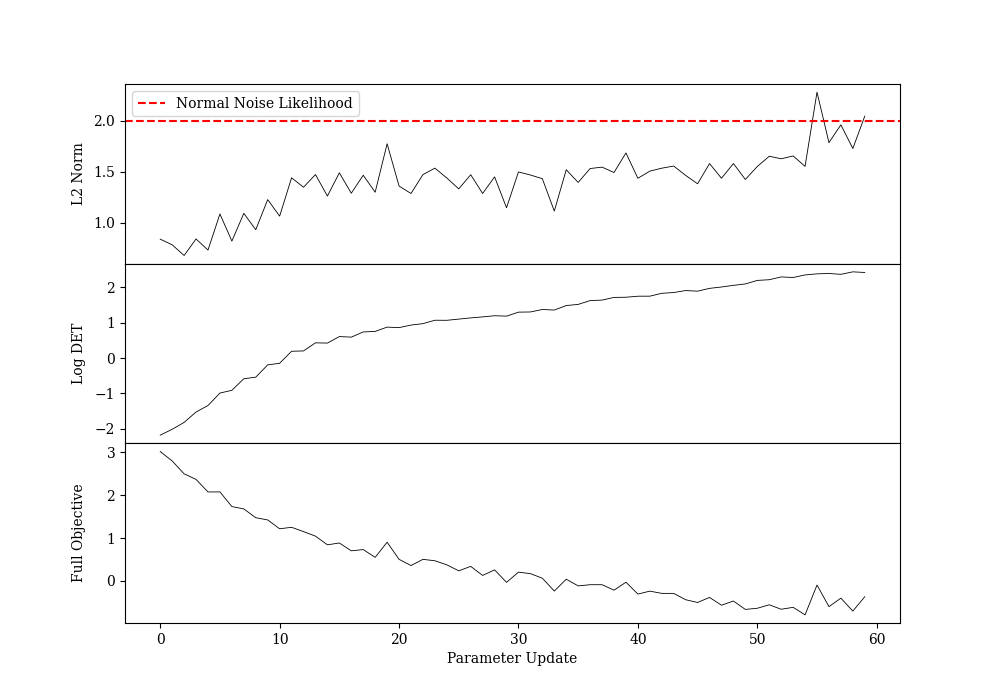 Normal Noise Likelihood
2.0
1.5
1.0
L2 Norm
2
1
0
−1
−2
Log DET
3
2
1
0
Full Objective
0 10 20 30 40 50 60
Parameter Update